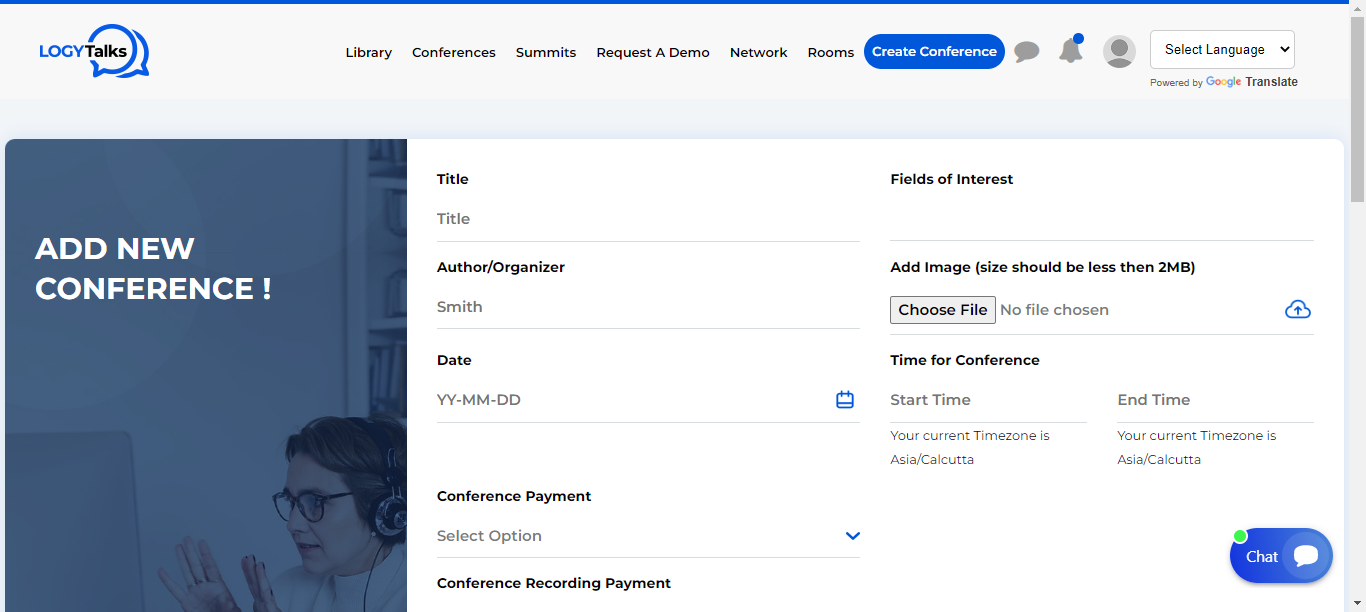 LOGYTalks
Library Conferences Summits Request A Demo Network Rooms Create Conference Select Language
Powered by Google Translate
ADD NEW
CONFERENCE !
Title
Title
Fields of Interest
Author/Organizer
Smith
Add Image (size should be less then 2MB)
Choose File No file chosen
Date
YY-MM-DD
Time for Conference
Start Time
Your current Timezone is
Asia/Calcutta
End Time
Your current Timezone is
Asia/Calcutta
Conference Payment
Select Option
Conference Recording Payment
Chat